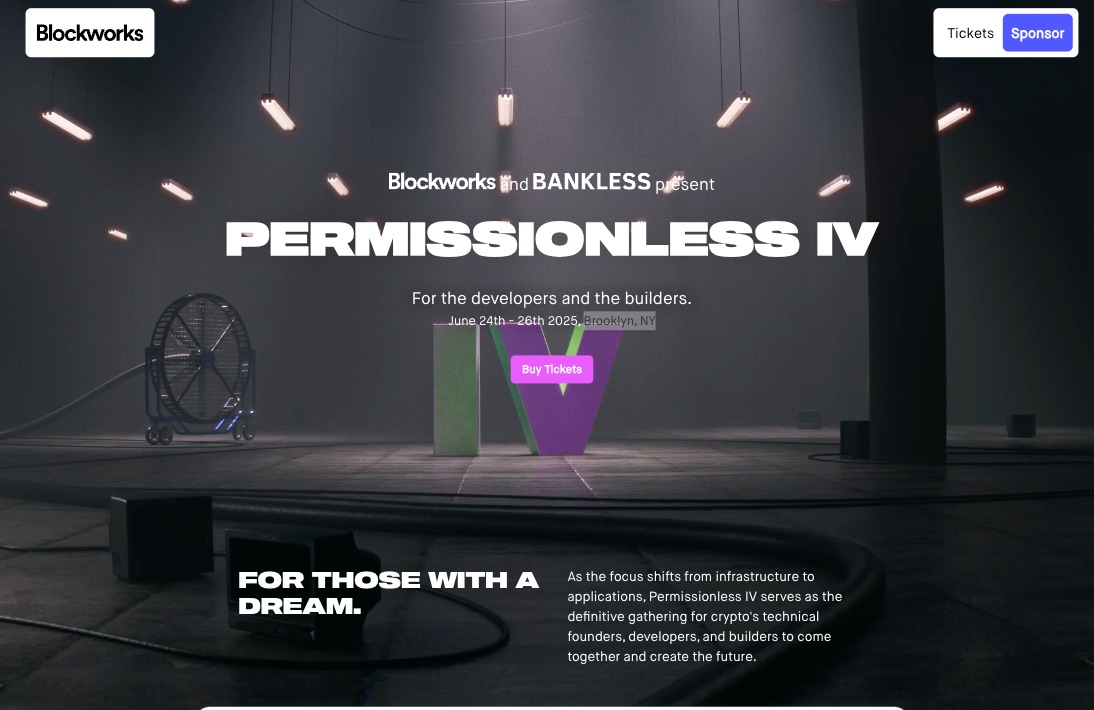 Blockworks
Tickets Sponsor
Blockworks and BANKLESS present
PERMISSIONLESS IV
For the developers and the builders.
June 24th - 26th 2025, Brooklyn, NY
IV
Buy Tickets
FOR THOSE WITH A
DREAM.
As the focus shifts from infrastructure to
applications, Permissionless IV serves as the
definitive gathering for crypto's technical
founders, developers, and builders to come
together and create the future.